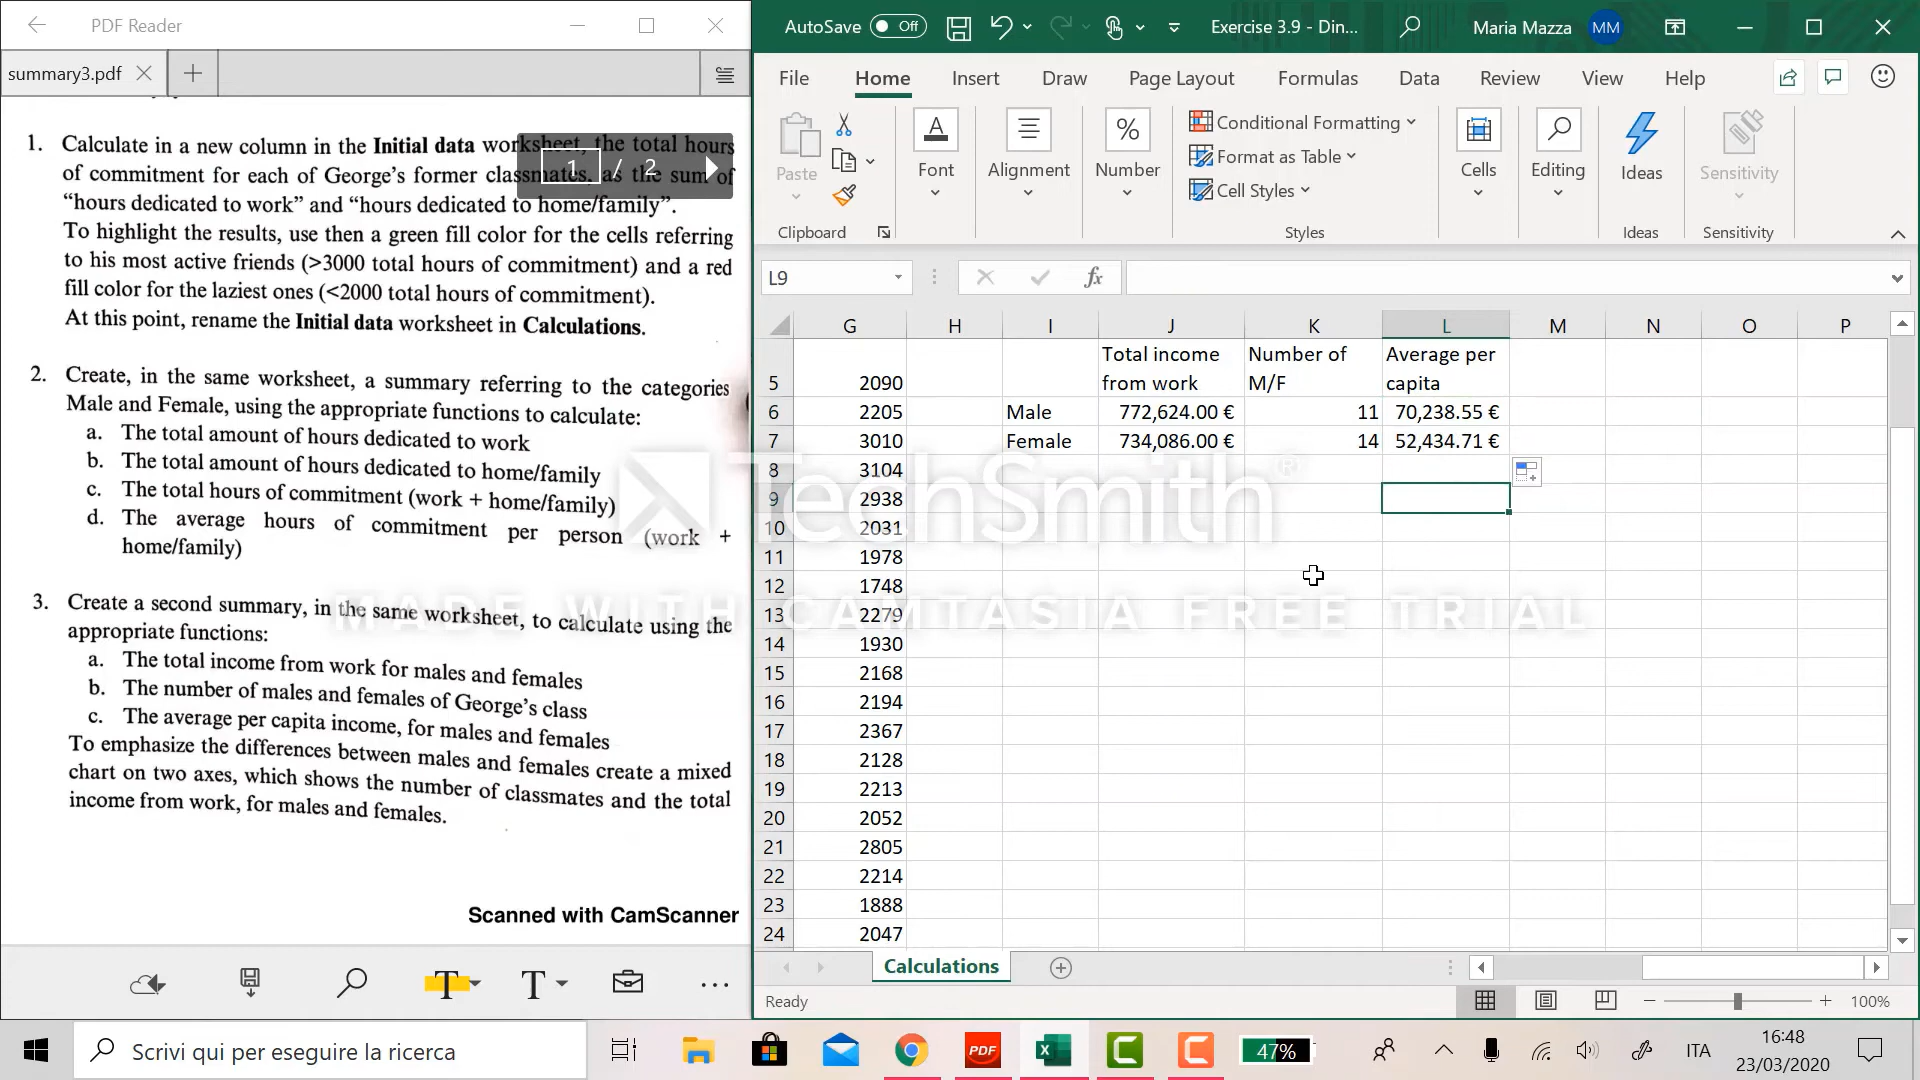 PDF Reader
summary3.pdf
1 / 2
1. Calculate in a new column in the Initial data worksheet, the total hours
of commitment for each of George's former classmates, as the sum of
"hours dedicated to work" and "hours dedicated to home/family".
To highlight the results, use then a green fill color for the cells referring
to his most active friends (>3000 total hours of commitment) and a red
fill color for the laziest ones (<2000 total hours of commitment).
At this point, rename the Initial data worksheet in Calculations.
2. Create, in the same worksheet, a summary referring to the categories
Male and Female, using the appropriate functions to calculate:
a. The total amount of hours dedicated to work
b. The total amount of hours dedicated to home/family
c. The total hours of commitment (work + home/family)
d. The average hours of commitment per person (work +
home/family)
3. Create a second summary, in the same worksheet, to calculate using the
appropriate functions:
a. The total income from work for males and females
b. The number of males and females of George's class
c. The average per capita income, for males and females
To emphasize the differences between males and females create a mixed
chart on two axes, which shows the number of classmates and the total
income from work, for males and females.
Scanned with CamScanner
AutoSave Off Exercise 3.9 - Din... Maria Mazza MM
File Home Insert Draw Page Layout Formulas Data Review View Help
Paste Font Alignment Number Conditional Formatting Cells Editing Ideas Sensitivity
Format as Table
Cell Styles
Clipboard Styles Ideas Sensitivity
L9 fx
G H I J K L M N O P
5 2090 Total income from work Number of M/F Average per capita
6 2205 Male 772,624.00 € 11 70,238.55 €
7 3010 Female 734,086.00 € 14 52,434.71 €
8 3104
9 2938
10 2031
11 1978
12 1748
13 2279
14 1930
15 2168
16 2194
17 2367
18 2128
19 2213
20 2052
21 2805
22 2214
23 1888
24 2047
TechSmith®
MADE WITH CAMTASIA FREE TRIAL
Calculations
Ready 100%
Scrivi qui per eseguire la ricerca
PDF
47%
ITA
16:48
23/03/2020